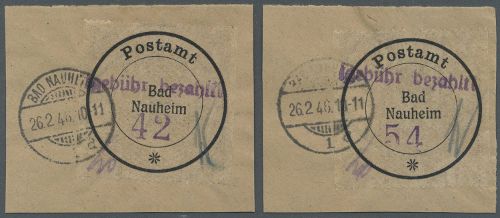 Postamt
Gebühr bezahlt
BAD NAUHEIM
26.2.46.10-11
Bad
Nauheim
42
*
Postamt
Gebühr bezahlt
26.2.46.10-11
Bad
Nauheim
54
1
*